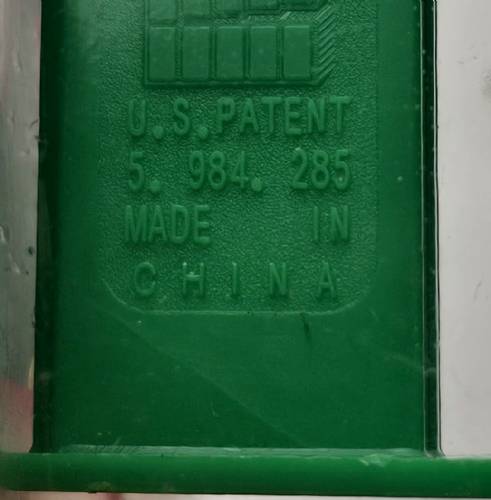 U.S.PATENT
5. 984. 285
MADE IN
CHINA